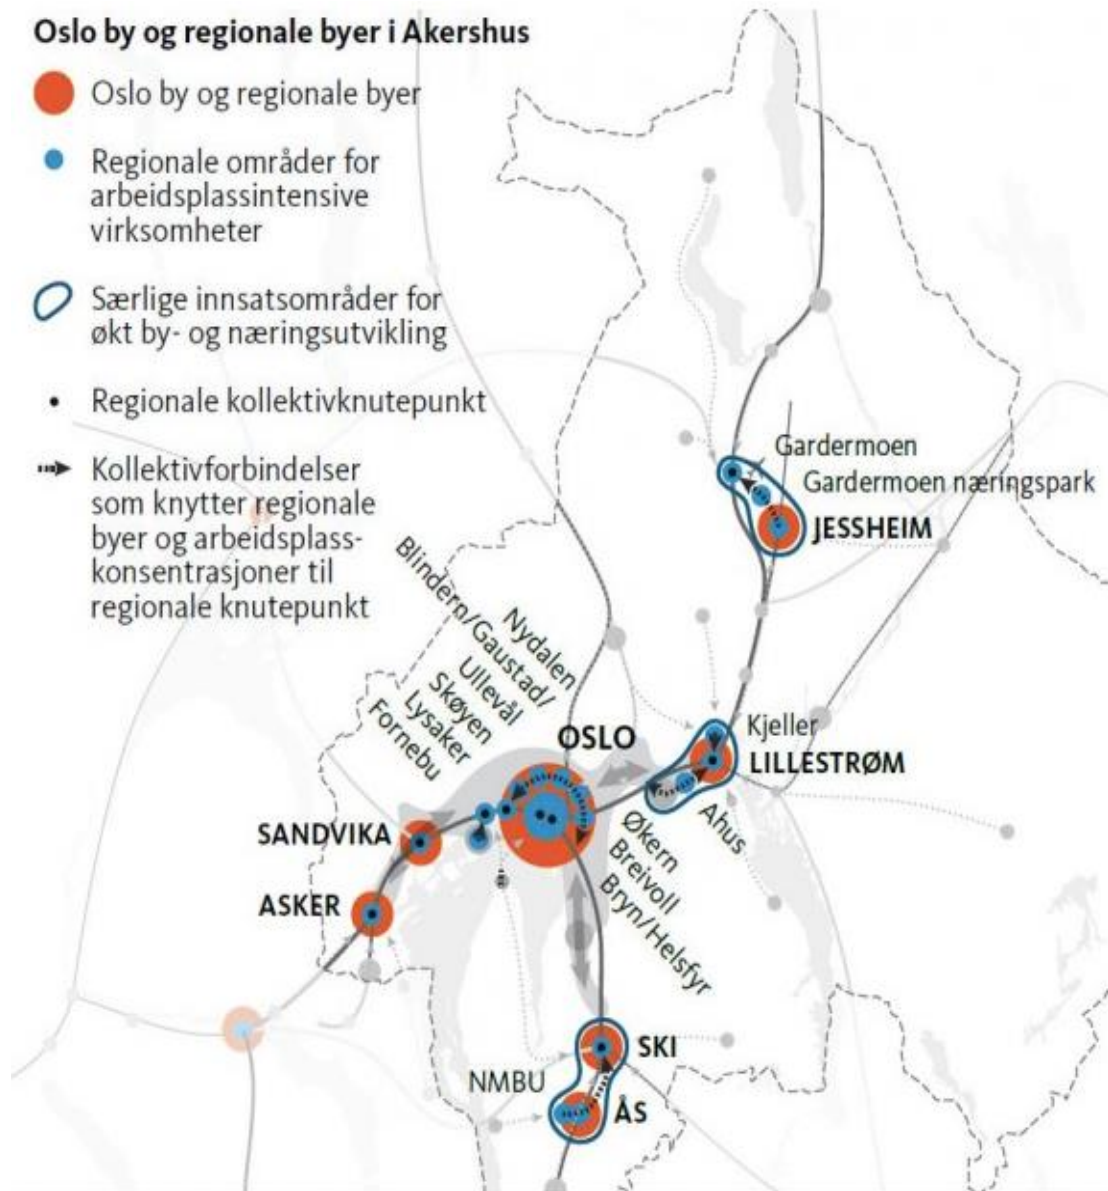 Oslo by og regionale byer i Akershus
Oslo by og regionale byer
Regionale områder for
arbeidsplassintensive
virksomheter
Særlige innsatsområder for
økt by- og næringsutvikling
Regionale kollektivknutepunkt
Kollektivforbindelser
som knytter regionale
byer og arbeidsplass-
konsentrasjoner til
regionale knutepunkt
Gardermoen
Gardermoen næringspark
JESSHEIM
Nydalen
Blindern/Gaustad/
Ullevål
Skøyen
Lysaker
Fornebu
OSLO
Kjeller
LILLESTRØM
Ahus
Økern
Breivoll
Bryn/Helsfyr
SANDVIKA
ASKER
SKI
NMBU
ÅS